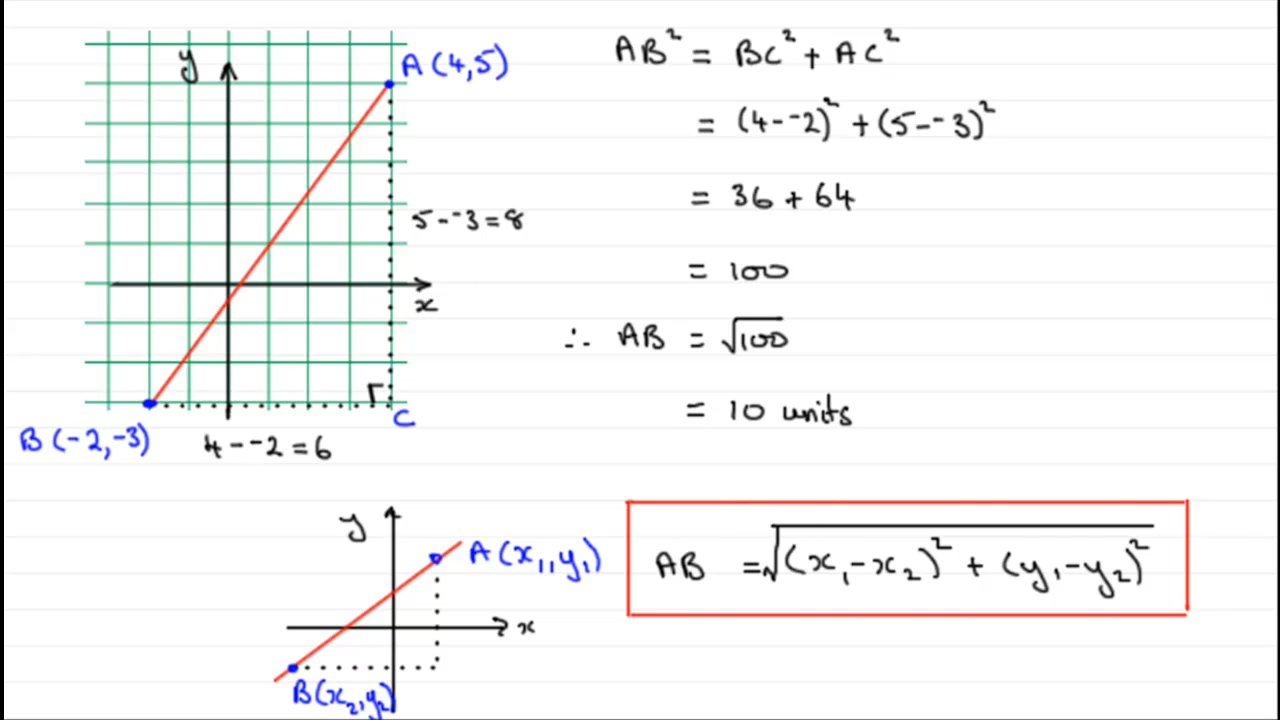 y
A (4,5)
5 - ⁻3 = 8
x
C
B (-2,-3)
4 - ⁻2 = 6
AB² = BC² + AC²
= (4 - ⁻2)² + (5 - ⁻3)²
= 36 + 64
= 100
∴ AB = √100
= 10 units
y
A (x₁,y₁)
x
B(x₂,y₂)
AB = √(x₁-x₂)² + (y₁-y₂)²